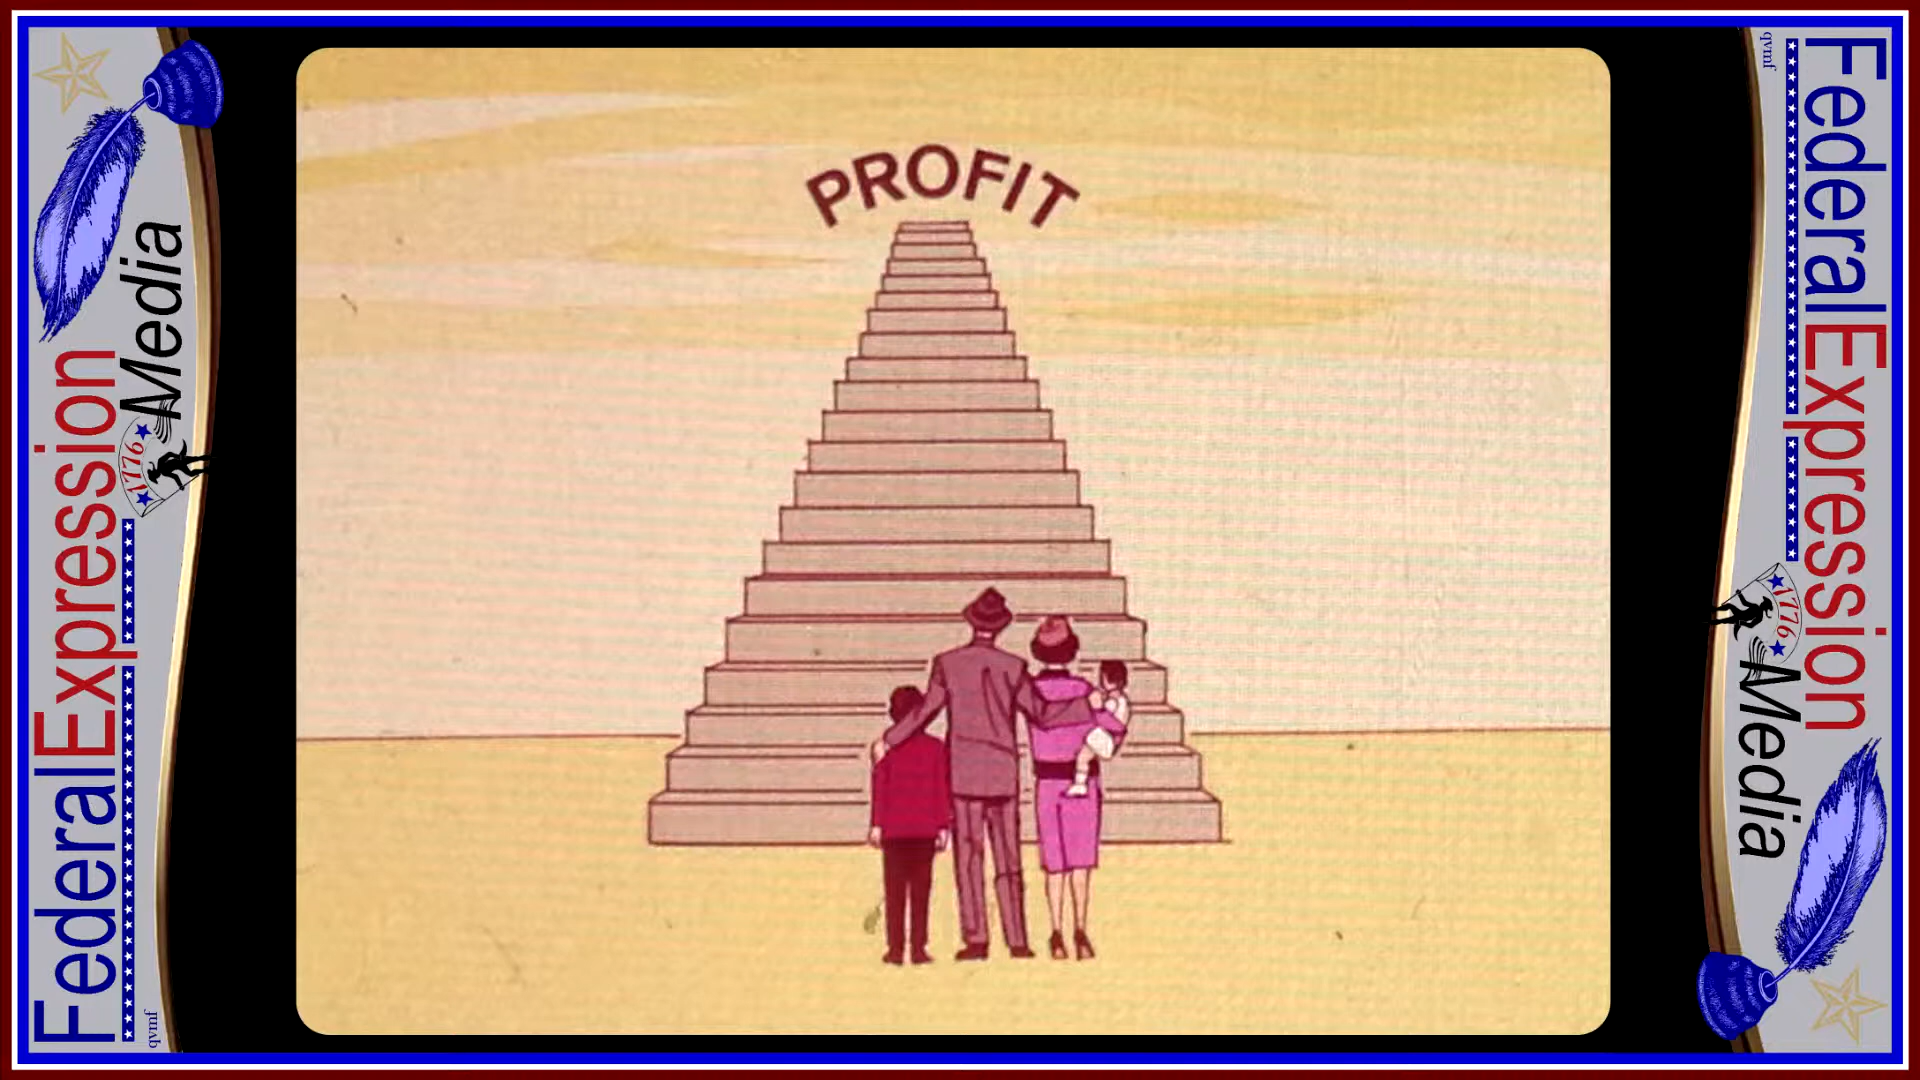 FederalExpression
Media
1776
qvmf
PROFIT
FederalExpression
Media
1776
qvmf